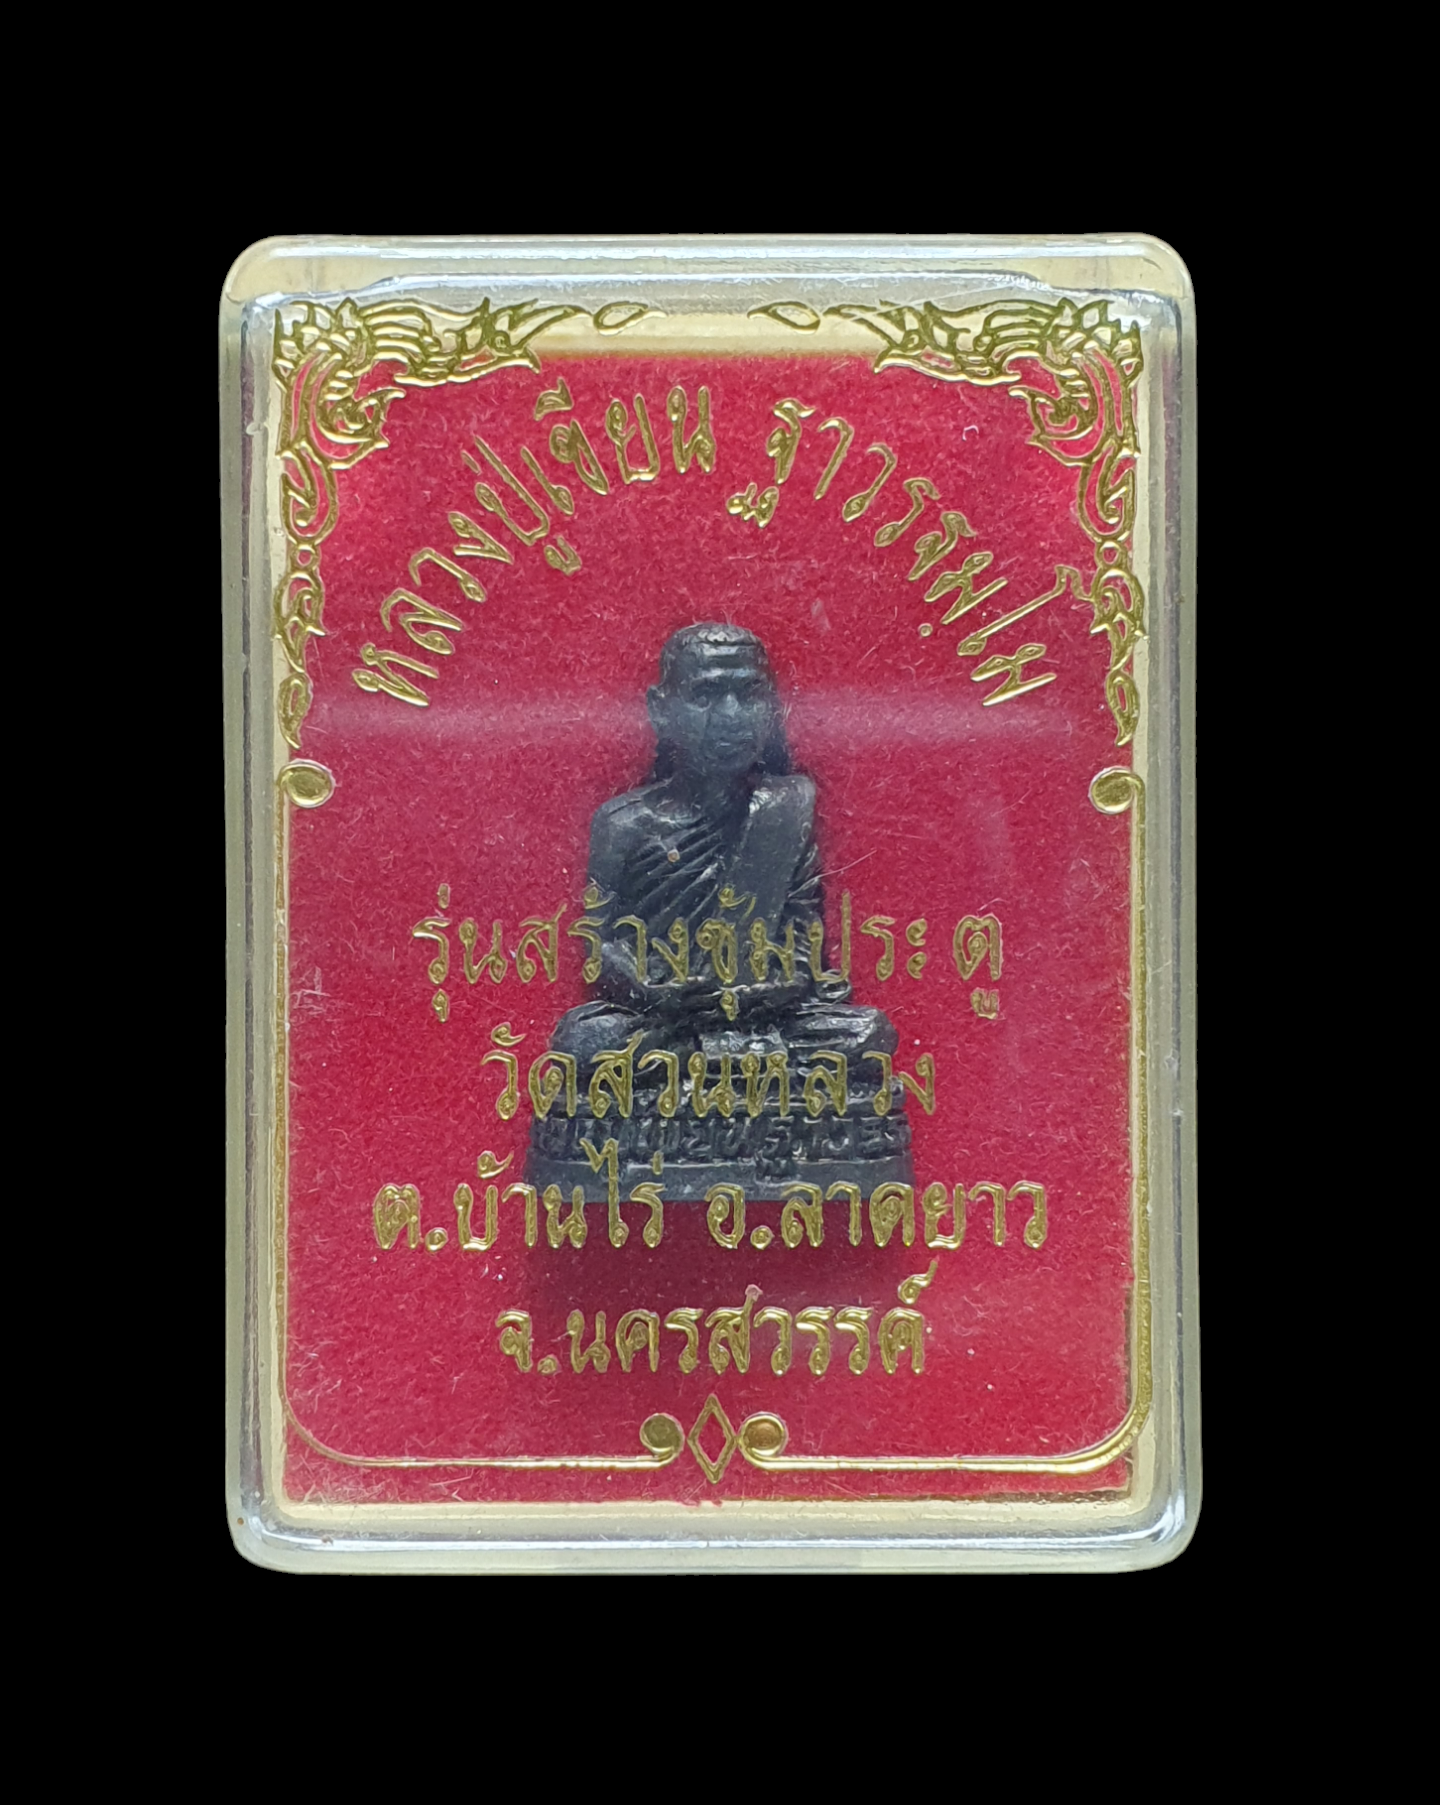 หลวงปู่เขียน ฐาวรธมฺโม
รุ่นสร้างซุ้มประตู
วัดสวนหลวง
ต.บ้านไร่ อ.ลาดยาว
จ.นครสวรรค์